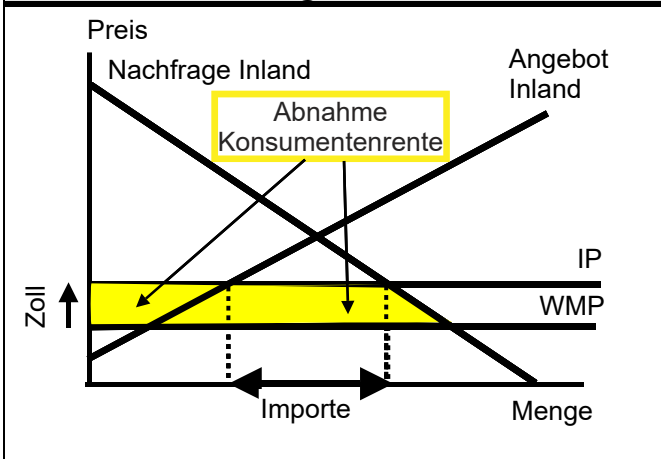 Preis
Nachfrage Inland
Angebot
Inland
Abnahme
Konsumentenrente
IP
WMP
Zoll
Importe
Menge